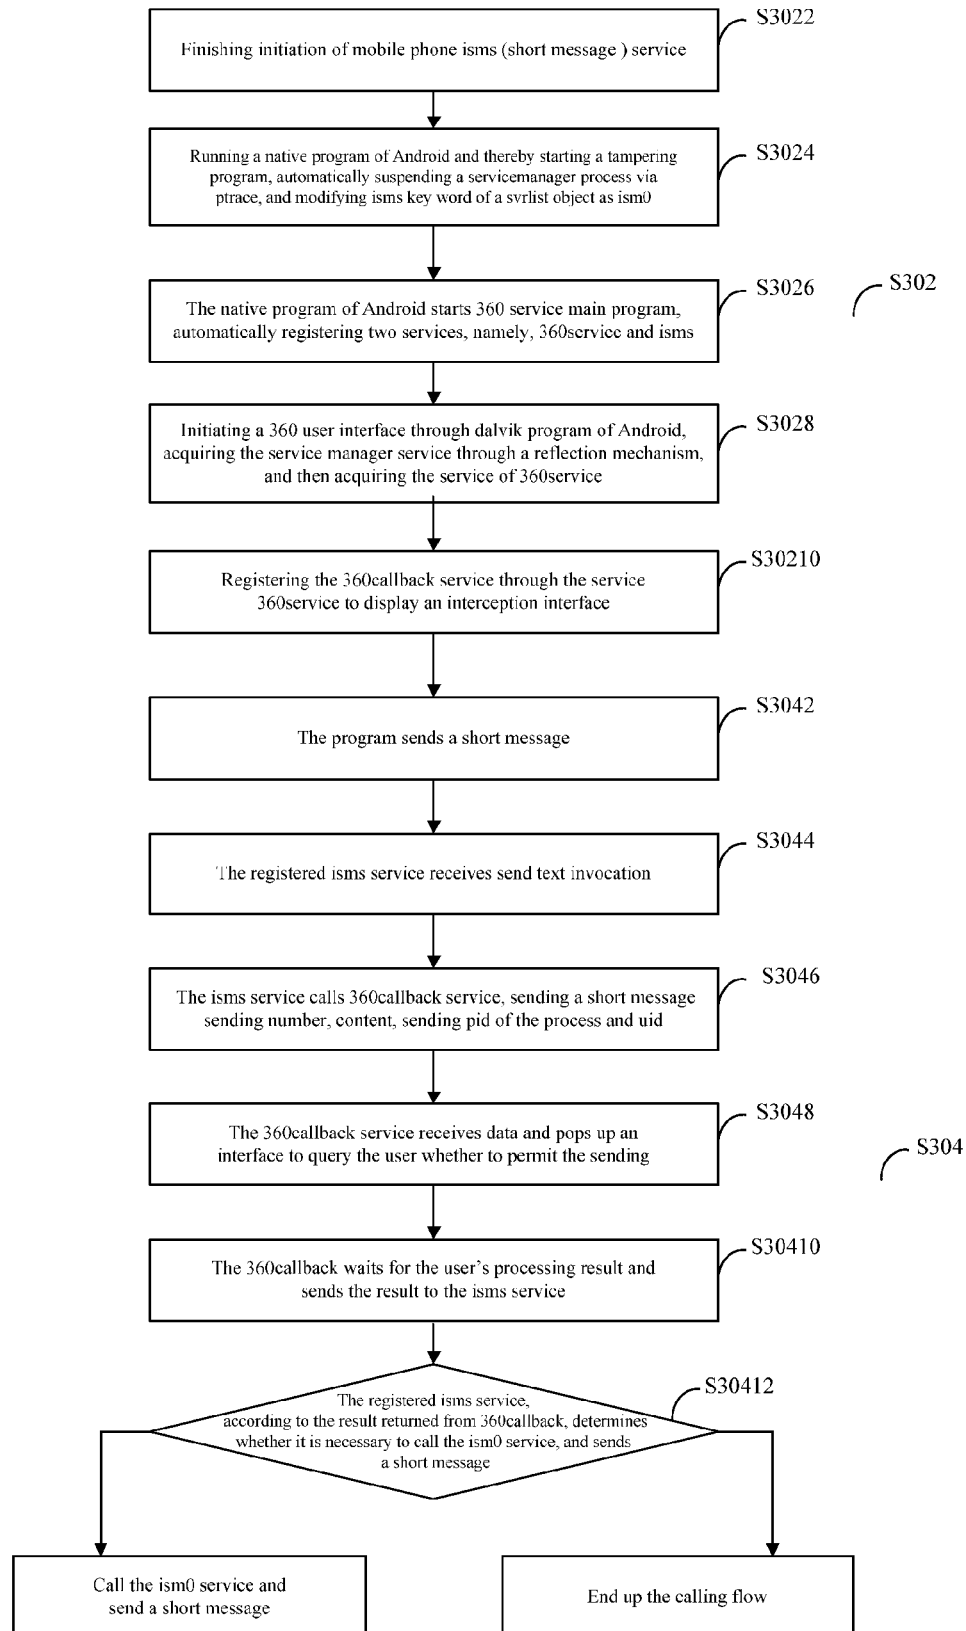 S3022
Finishing initiation of mobile phone isms (short message ) service
S3024
Running a native program of Android and thereby starting a tampering
program, automatically suspending a servicemanager process via
ptrace, and modifying isms key word of a svrlist object as ism0
S3026
S302
The native program of Android starts 360 service main program,
automatically registering two services, namely, 360service and isms
S3028
Initiating a 360 user interface through dalvik program of Android,
acquiring the service manager service through a reflection mechanism,
and then acquiring the service of 360service
S30210
Registering the 360callback service through the service
360service to display an interception interface
S3042
The program sends a short message
S3044
The registered isms service receives send text invocation
S3046
The isms service calls 360callback service, sending a short message
sending number, content, sending pid of the process and uid
S3048
The 360callback service receives data and pops up an
interface to query the user whether to permit the sending
S304
S30410
The 360callback waits for the user's processing result and
sends the result to the isms service
S30412
The registered isms service,
according to the result returned from 360callback, determines
whether it is necessary to call the ism0 service, and sends
a short message
Call the ism0 service and
send a short message
End up the calling flow